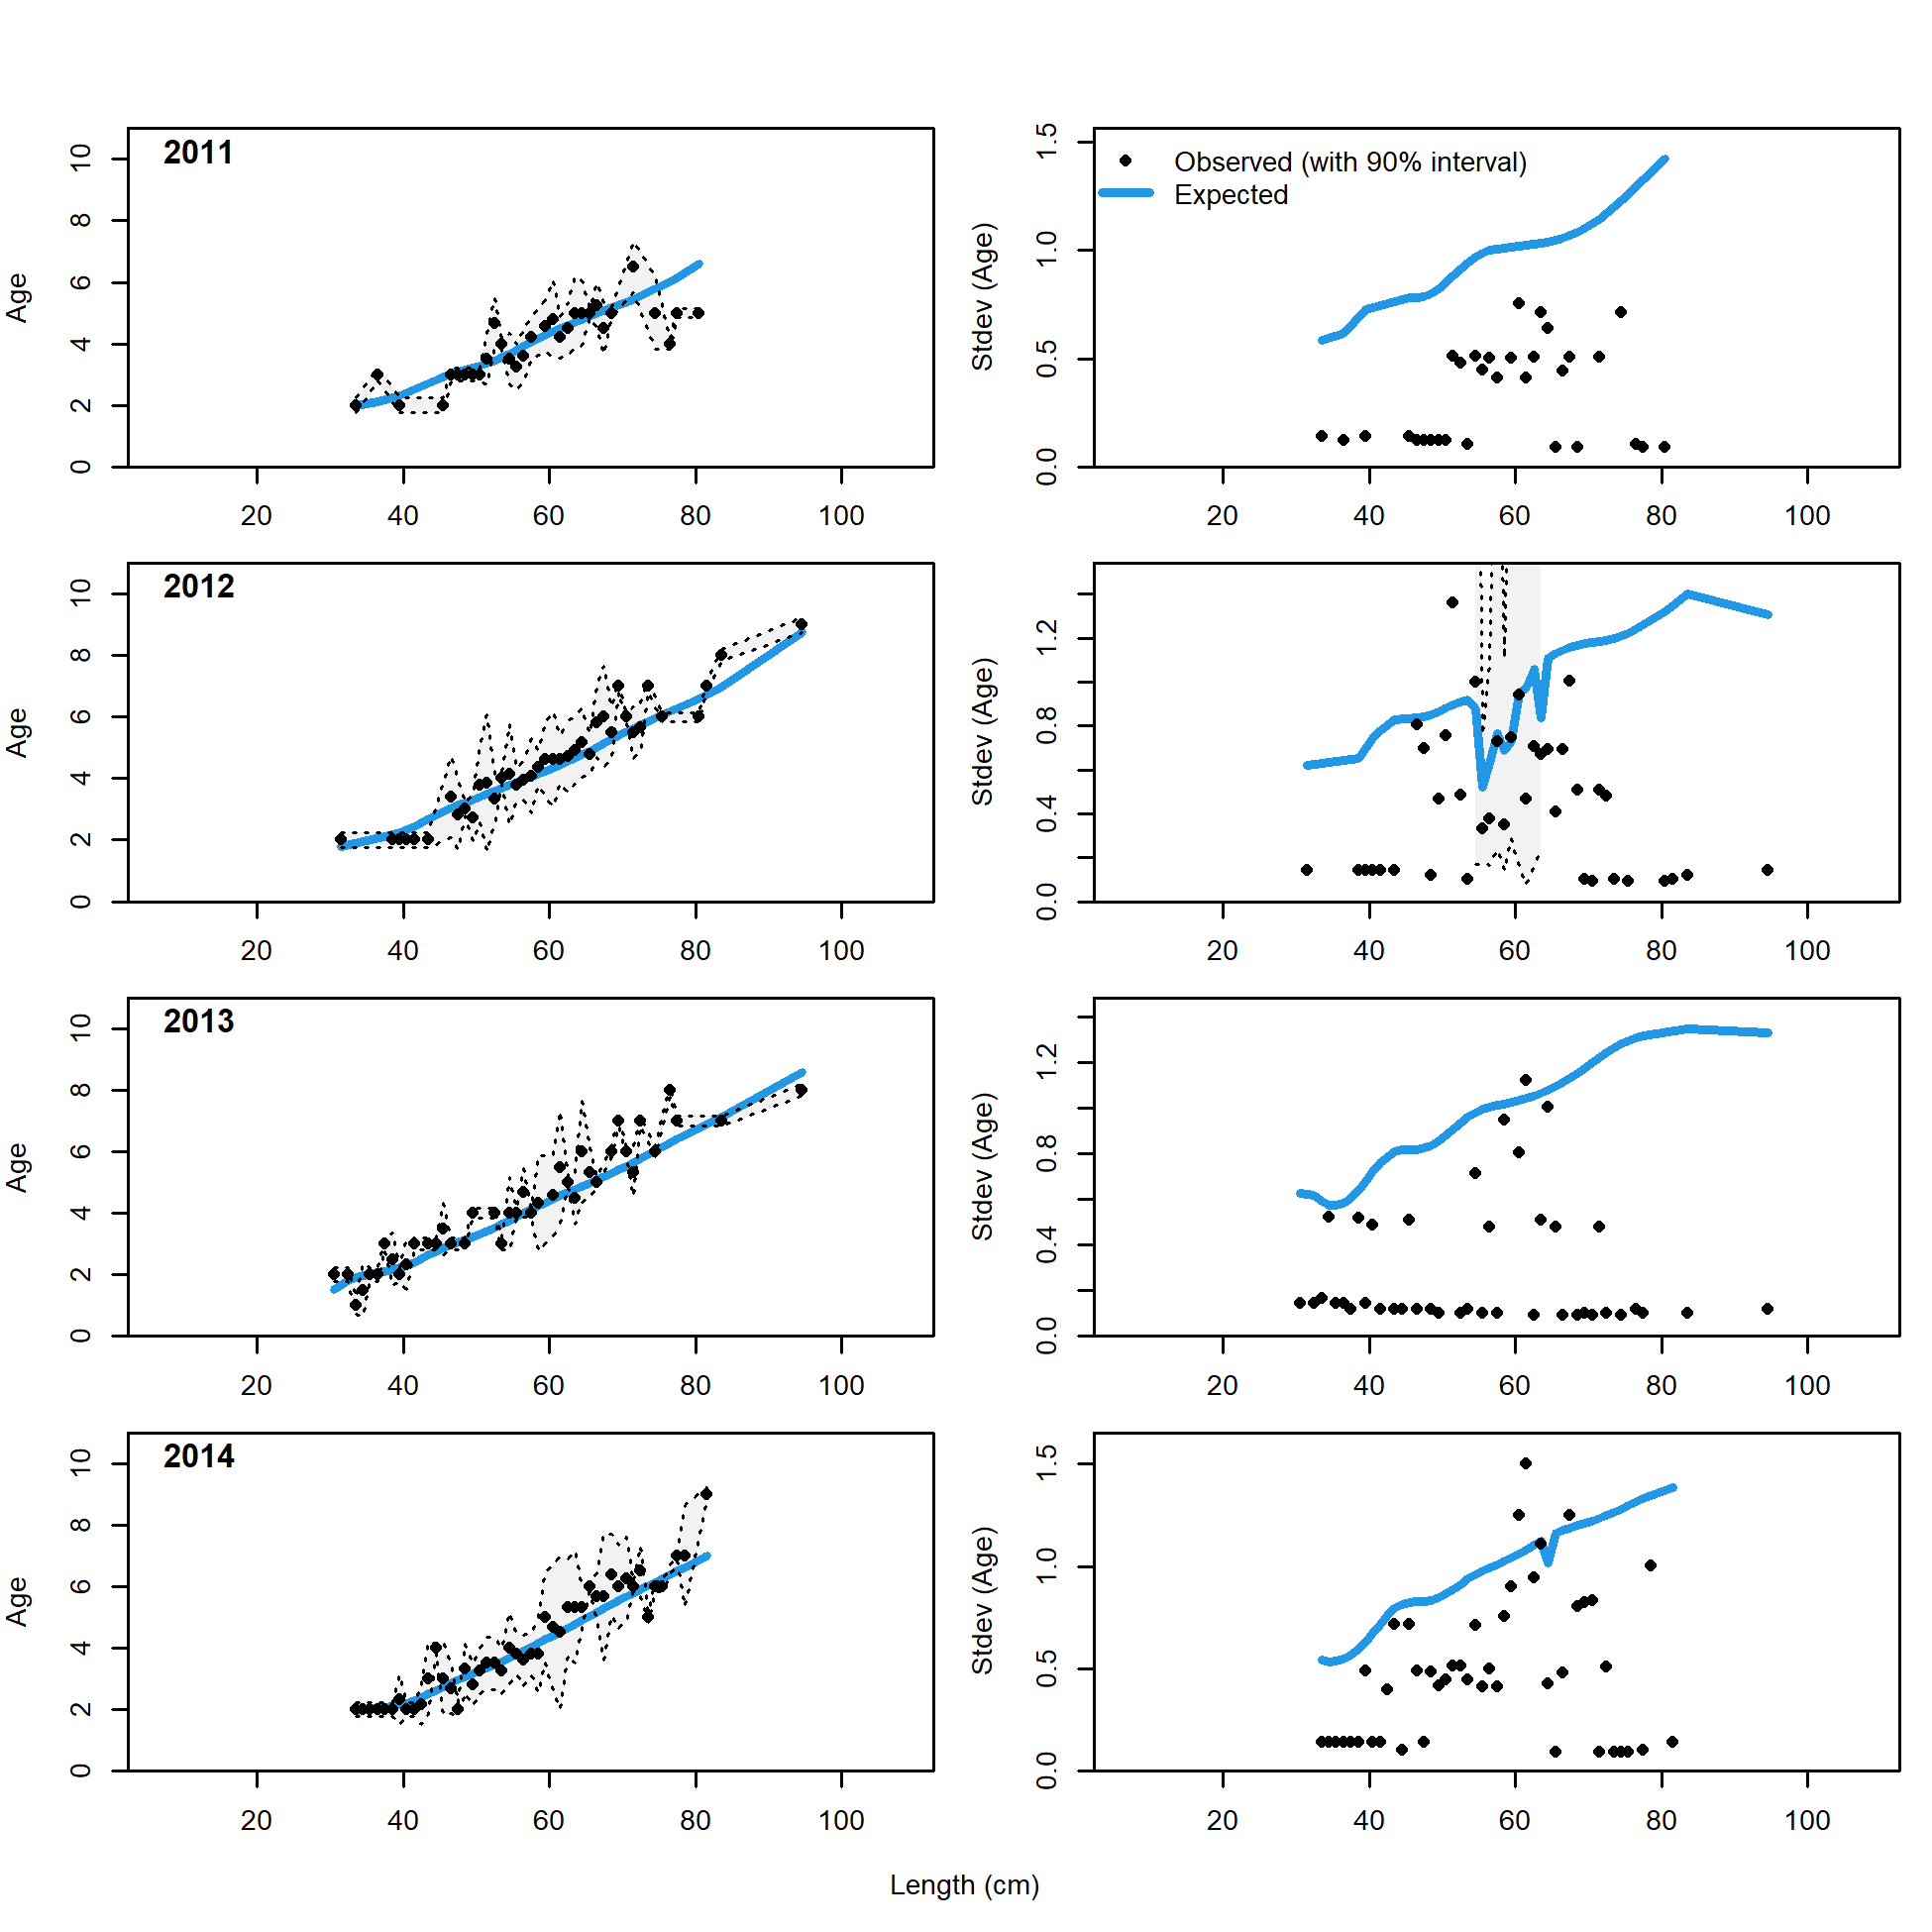 2011
Age
0 2 4 6 8 10
20 40 60 80 100
Observed (with 90% interval)
Expected
Stdev (Age)
0.0 0.5 1.0 1.5
20 40 60 80 100
2012
Age
0 2 4 6 8 10
20 40 60 80 100
Stdev (Age)
0.0 0.4 0.8 1.2
20 40 60 80 100
2013
Age
0 2 4 6 8 10
20 40 60 80 100
Stdev (Age)
0.0 0.4 0.8 1.2
20 40 60 80 100
2014
Age
0 2 4 6 8 10
20 40 60 80 100
Stdev (Age)
0.0 0.5 1.0 1.5
20 40 60 80 100
Length (cm)